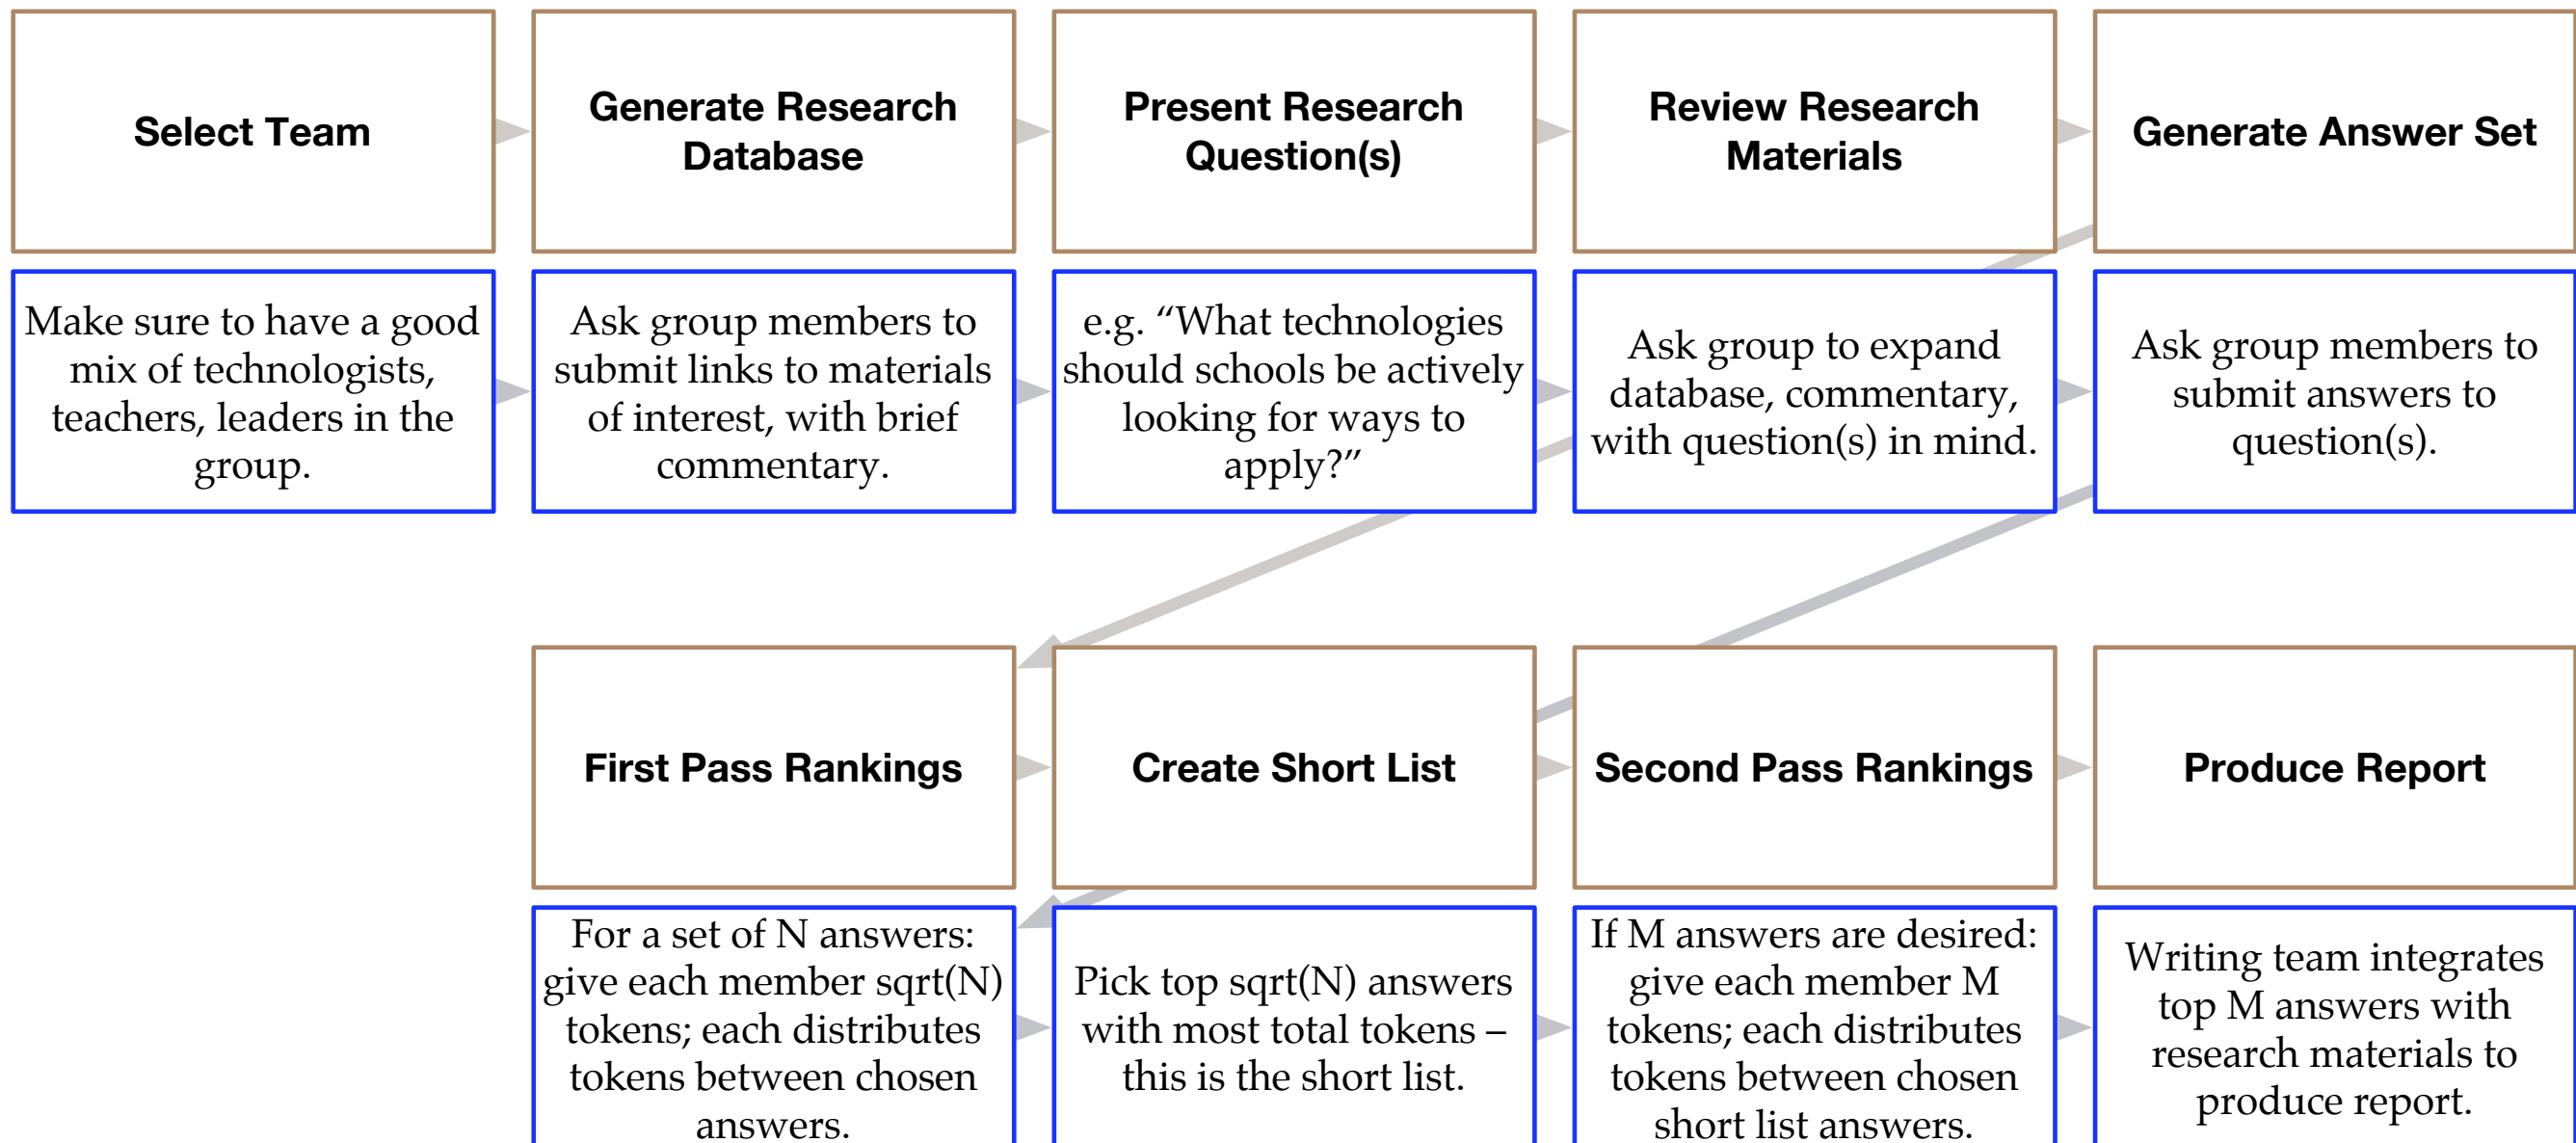 Select Team
Generate Research
Database
Present Research
Question(s)
Review Research
Materials
Generate Answer Set
Make sure to have a good
mix of technologists,
teachers, leaders in the
group.
Ask group members to
submit links to materials
of interest, with brief
commentary.
e.g. “What technologies
should schools be actively
looking for ways to
apply?”
Ask group to expand
database, commentary,
with question(s) in mind.
Ask group members to
submit answers to
question(s).
First Pass Rankings
Create Short List
Second Pass Rankings
Produce Report
For a set of N answers:
give each member sqrt(N)
tokens; each distributes
tokens between chosen
answers.
Pick top sqrt(N) answers
with most total tokens –
this is the short list.
If M answers are desired:
give each member M
tokens; each distributes
tokens between chosen
short list answers.
Writing team integrates
top M answers with
research materials to
produce report.